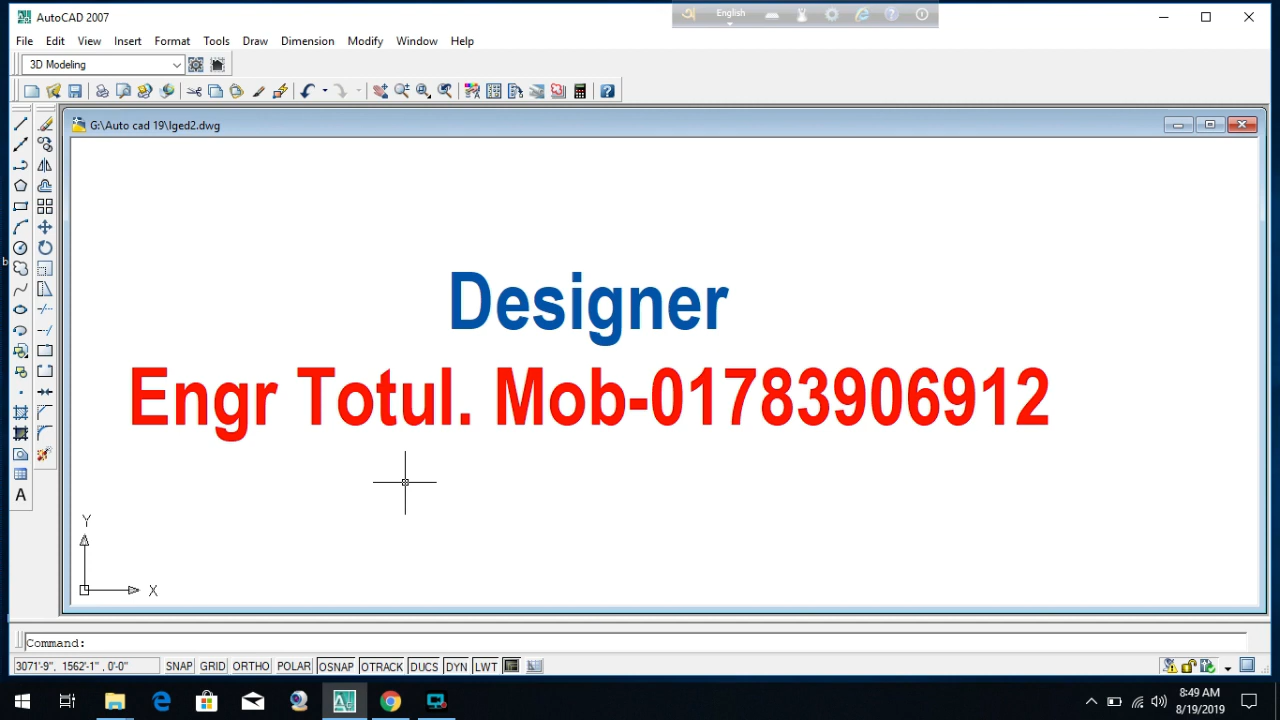 AutoCAD 2007
English
File Edit View Insert Format Tools Draw Dimension Modify Window Help
3D Modeling
G:\Auto cad 19\lged2.dwg
Designer
Engr Totul. Mob-01783906912
Y
X
A
Command:
3071'-9", 1562'-1" , 0'-0" SNAP GRID ORTHO POLAR OSNAP OTRACK DUCS DYN LWT
8:49 AM
8/19/2019